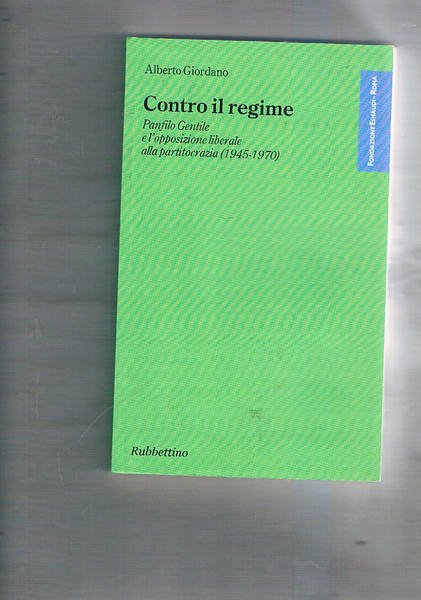 Alberto Giordano
Contro il regime
Panfilo Gentile
e l'opposizione liberale
alla partitocrazia (1945-1970)
FONDAZIONE EINAUDI - ROMA
Rubbettino